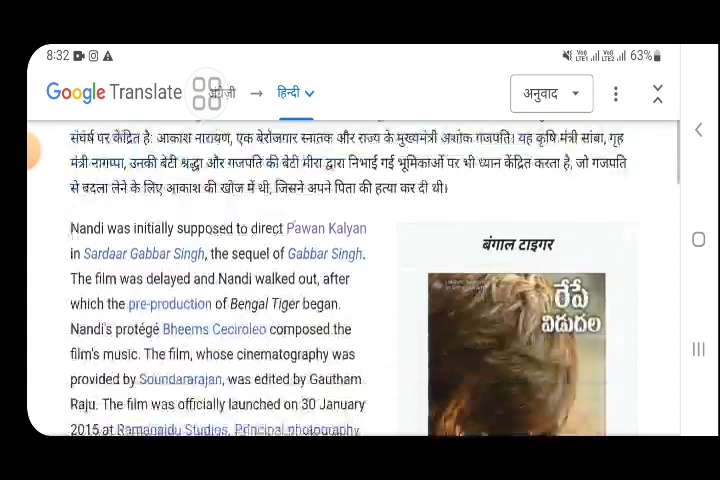 8:32 63%
Google Translate → हिन्दी
अनुवाद
संघर्ष पर केंद्रित है: आकाश नारायण, एक बेरोजगार स्नातक और राज्य के मुख्यमंत्री अशोक गजपति। यह कृषि मंत्री सांबा, गृह
मंत्री नागप्पा, उनकी बेटी श्रद्धा और गजपति की बेटी मीरा द्वारा निभाई गई भूमिकाओं पर भी ध्यान केंद्रित करता है, जो गजपति
से बदला लेने के लिए आकाश की खोज में थी, जिसने अपने पिता की हत्या कर दी थी।
Nandi was initially supposed to direct Pawan Kalyan
in Sardaar Gabbar Singh, the sequel of Gabbar Singh.
The film was delayed and Nandi walked out, after
which the pre-production of Bengal Tiger began.
Nandi's protégé Bheems Ceciroleo composed the
film's music. The film, whose cinematography was
provided by Soundararajan, was edited by Gautham
Raju. The film was officially launched on 30 January
2015 at Ramanaidu Studios. Principal photography
बंगाल टाइगर
రేపే
విడుదల